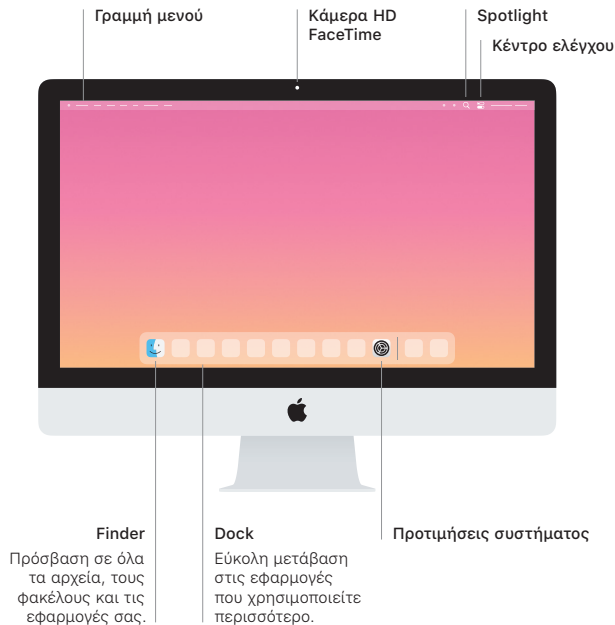 Γραμμή μενού
Κάμερα HD
FaceTime
Spotlight
Κέντρο ελέγχου
Finder
Πρόσβαση σε όλα
τα αρχεία, τους
φακέλους και τις
εφαρμογές σας.
Dock
Εύκολη μετάβαση
στις εφαρμογές
που χρησιμοποιείτε
περισσότερο.
Προτιμήσεις συστήματος